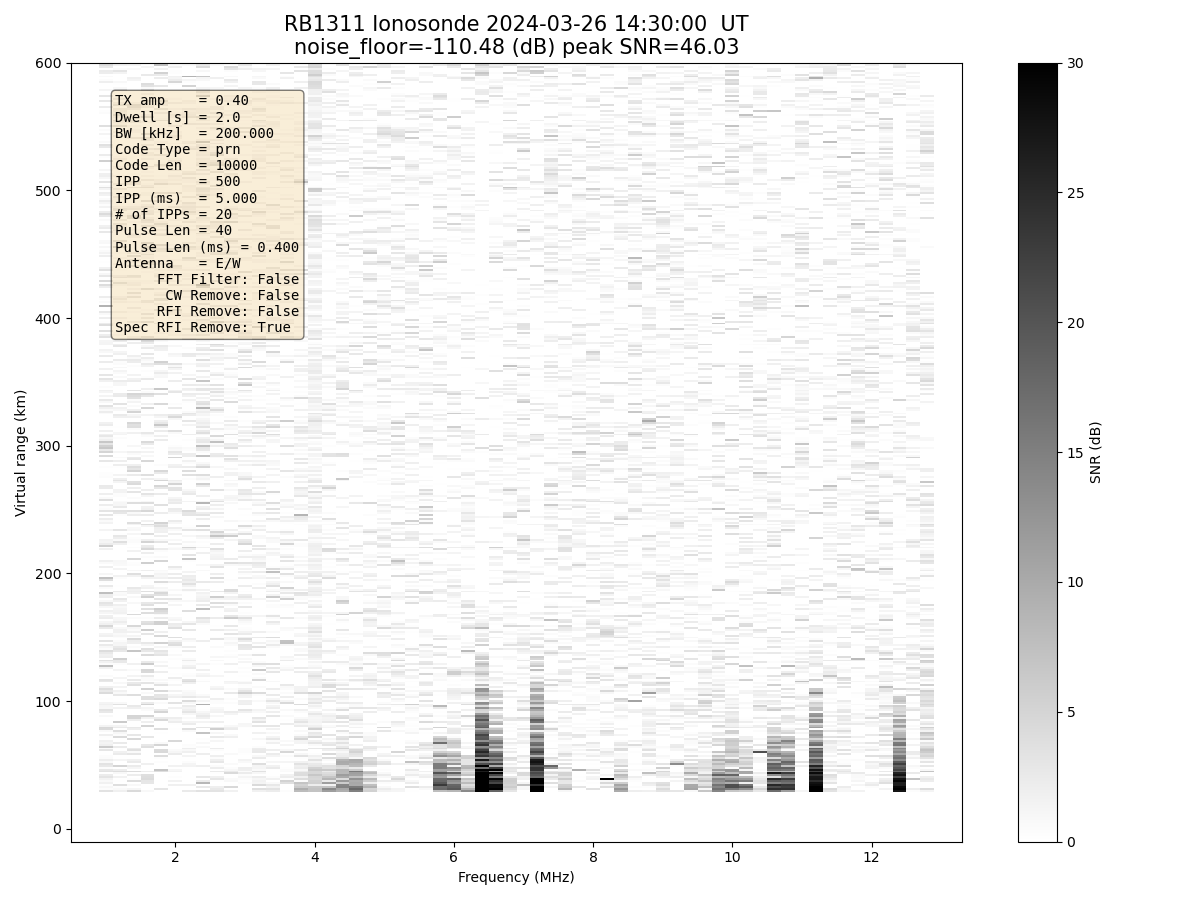 RB1311 Ionosonde 2024-03-26 14:30:00  UT
noise_floor=-110.48 (dB) peak SNR=46.03
TX amp    = 0.40
Dwell [s] = 2.0
BW [kHz]  = 200.000
Code Type = prn
Code Len  = 10000
IPP       = 500
IPP (ms)  = 5.000
# of IPPs = 20
Pulse Len = 40
Pulse Len (ms) = 0.400
Antenna   = E/W
FFT Filter: False
CW Remove: False
RFI Remove: False
Spec RFI Remove: True
Virtual range (km)
600
500
400
300
200
100
0
2
4
6
8
10
12
Frequency (MHz)
30
25
20
15
10
5
0
SNR (dB)